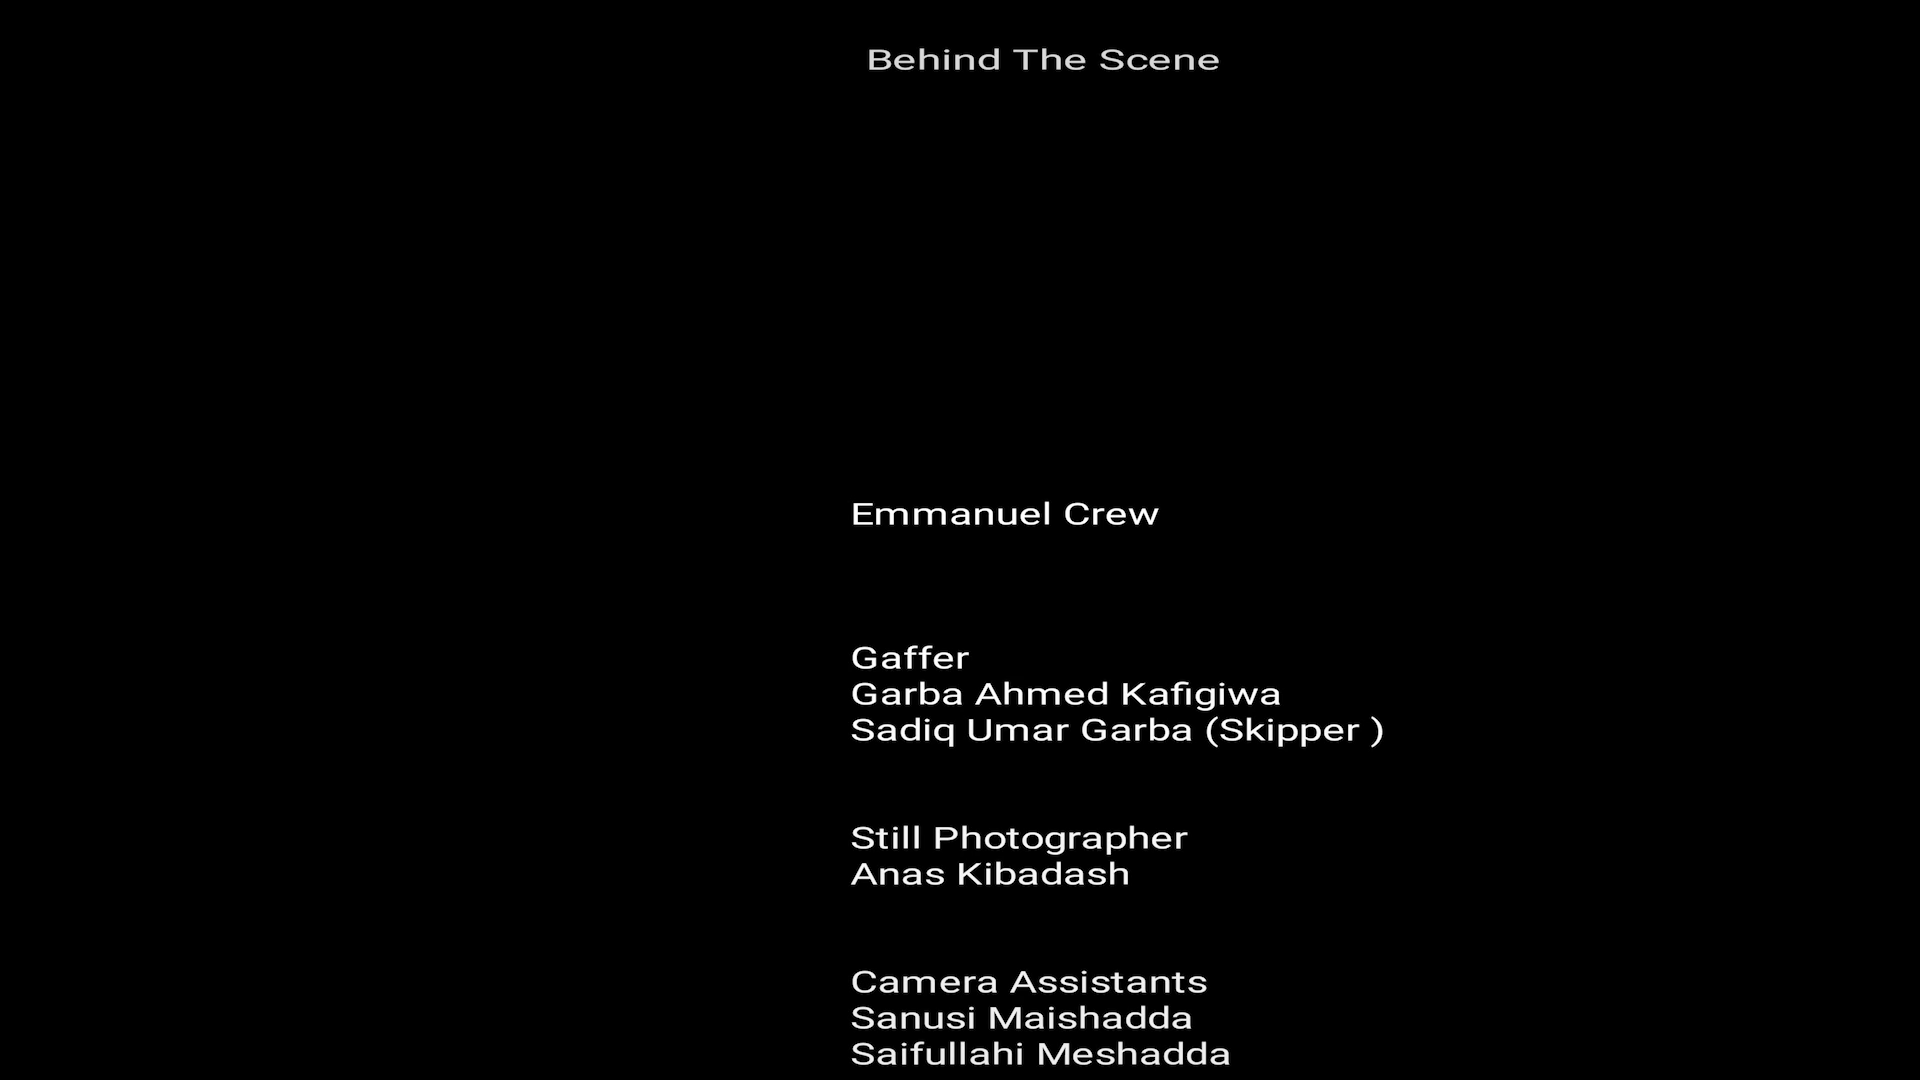 Behind The Scene
Emmanuel Crew
Gaffer
Garba Ahmed Kafigiwa
Sadiq Umar Garba (Skipper )
Still Photographer
Anas Kibadash
Camera Assistants
Sanusi Maishadda
Saifullahi Meshadda